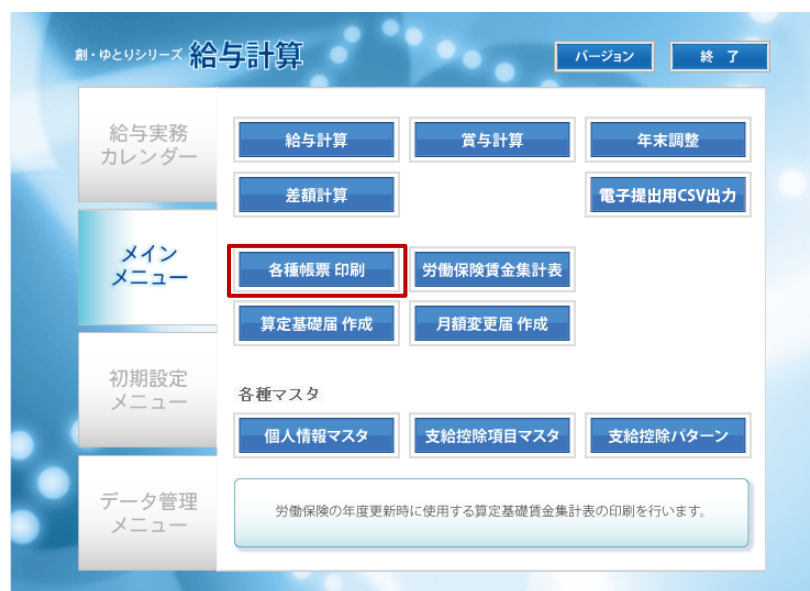 創・ゆとりシリーズ 給与計算
バージョン
終 了
給与実務
カレンダー
給与計算
賞与計算
年末調整
差額計算
電子提出用CSV出力
メイン
メニュー
各種帳票 印刷
労働保険賃金集計表
算定基礎届 作成
月額変更届 作成
初期設定
メニュー
各種マスタ
個人情報マスタ
支給控除項目マスタ
支給控除パターン
データ管理
メニュー
労働保険の年度更新時に使用する算定基礎賃金集計表の印刷を行います。